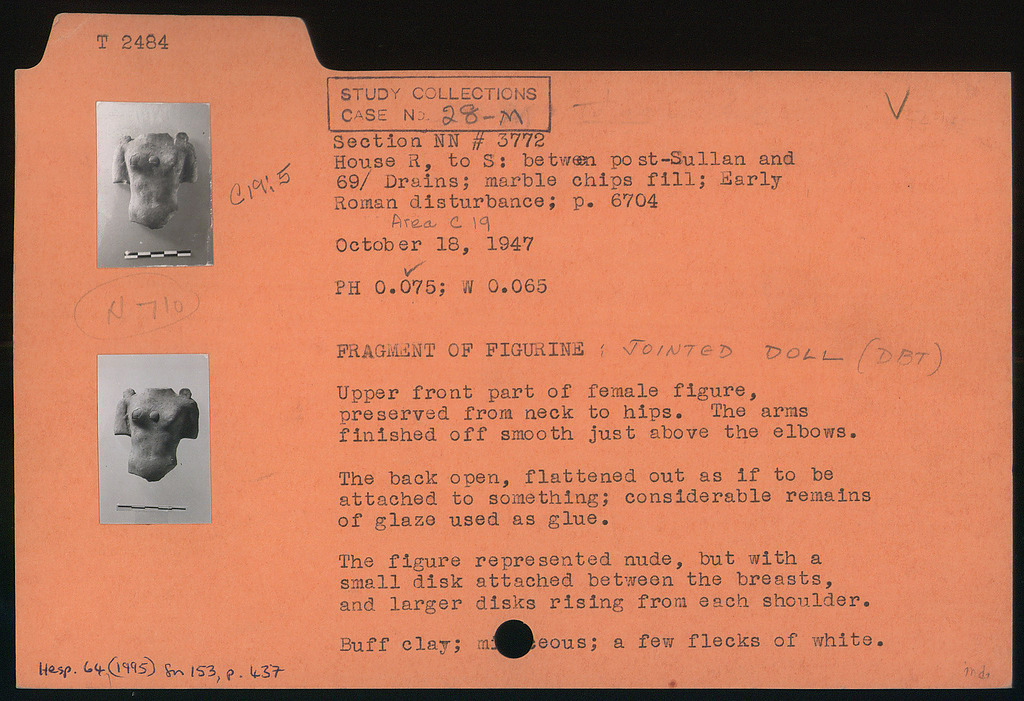 T 2484
STUDY COLLECTIONS
CASE NO. 28-M
V
Section NN # 3772
House R, to S: between post-Sullan and
69/ Drains; marble chips fill; Early
Roman disturbance; p. 6704
Area C 19
October 18, 1947
PH 0.075; W 0.065
C19:5
N 710
FRAGMENT OF FIGURINE : JOINTED DOLL (DBT)
Upper front part of female figure,
preserved from neck to hips. The arms
finished off smooth just above the elbows.
The back open, flattened out as if to be
attached to something; considerable remains
of glaze used as glue.
The figure represented nude, but with a
small disk attached between the breasts,
and larger disks rising from each shoulder.
Buff clay; mi eous; a few flecks of white.
Hesp. 64 (1995) fn 153, p. 437